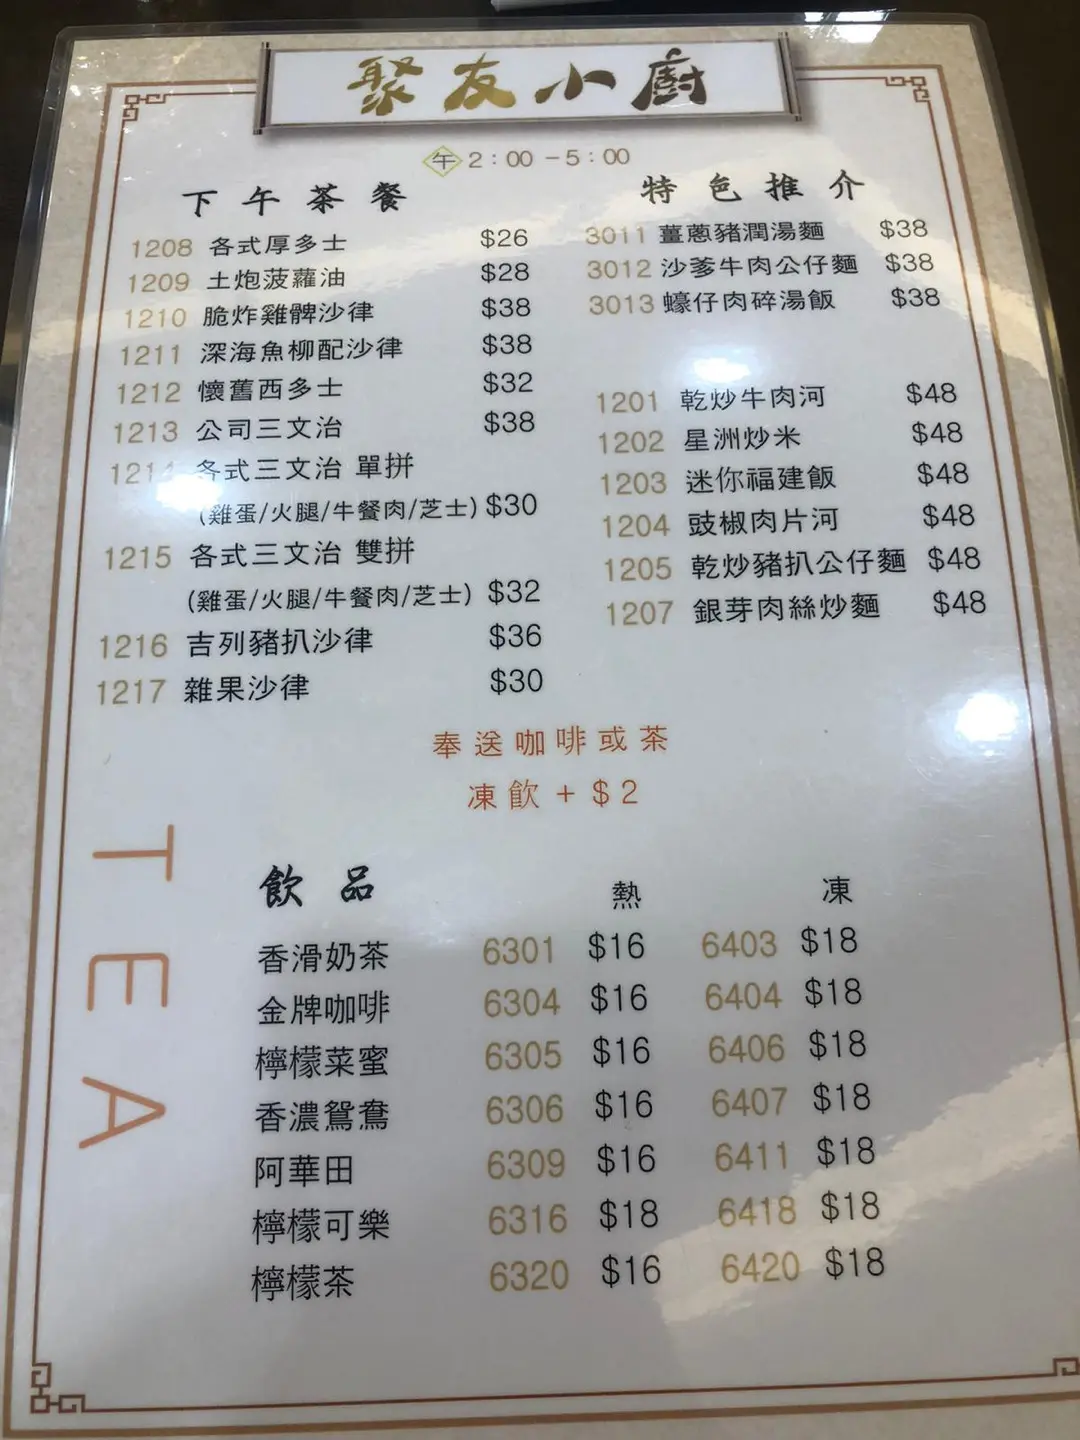 聚友小廚
午 2：00 －5：00
下午茶餐
1208 各式厚多士 $26
1209 土炮菠蘿油 $28
1210 脆炸雞髀沙律 $38
1211 深海魚柳配沙律 $38
1212 懷舊西多士 $32
1213 公司三文治 $38
1214 各式三文治 單拼
(雞蛋/火腿/牛餐肉/芝士) $30
1215 各式三文治 雙拼
(雞蛋/火腿/牛餐肉/芝士) $32
1216 吉列豬扒沙律 $36
1217 雜果沙律 $30
特色推介
3011 薑蔥豬潤湯麵 $38
3012 沙爹牛肉公仔麵 $38
3013 蠔仔肉碎湯飯 $38
1201 乾炒牛肉河 $48
1202 星洲炒米 $48
1203 迷你福建飯 $48
1204 豉椒肉片河 $48
1205 乾炒豬扒公仔麵 $48
1207 銀芽肉絲炒麵 $48
奉送咖啡或茶
凍飲 + $2
TEA
飲品 熱 凍
香滑奶茶 6301 $16 6403 $18
金牌咖啡 6304 $16 6404 $18
檸檬菜蜜 6305 $16 6406 $18
香濃鴛鴦 6306 $16 6407 $18
阿華田 6309 $16 6411 $18
檸檬可樂 6316 $18 6418 $18
檸檬茶 6320 $16 6420 $18